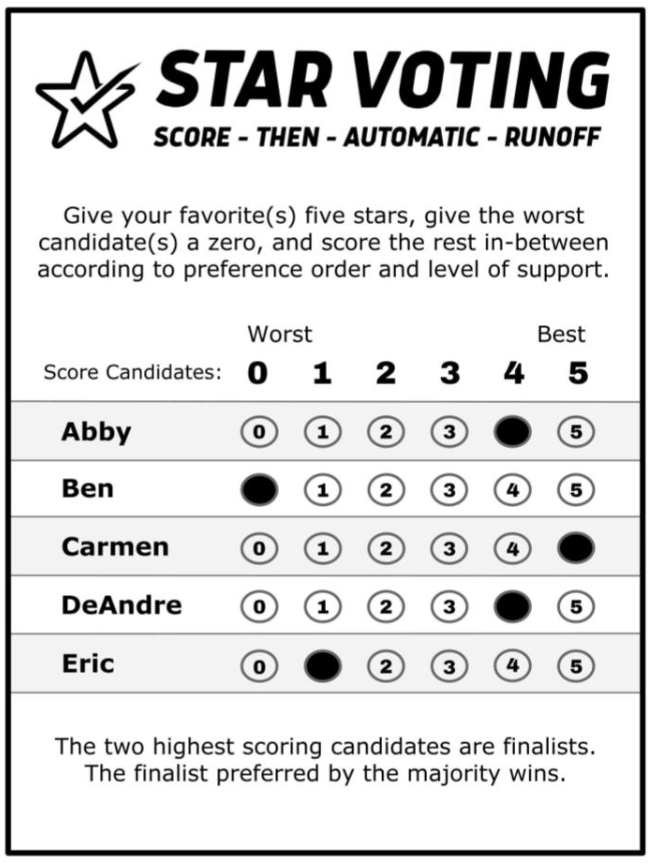 STAR VOTING
SCORE - THEN - AUTOMATIC - RUNOFF
Give your favorite(s) five stars, give the worst
candidate(s) a zero, and score the rest in-between
according to preference order and level of support.
Worst Best
Score Candidates: 0 1 2 3 4 5
Abby 0 1 2 3 5
Ben 1 2 3 4 5
Carmen 0 1 2 3 4
DeAndre 0 1 2 3 5
Eric 0 2 3 4 5
The two highest scoring candidates are finalists.
The finalist preferred by the majority wins.